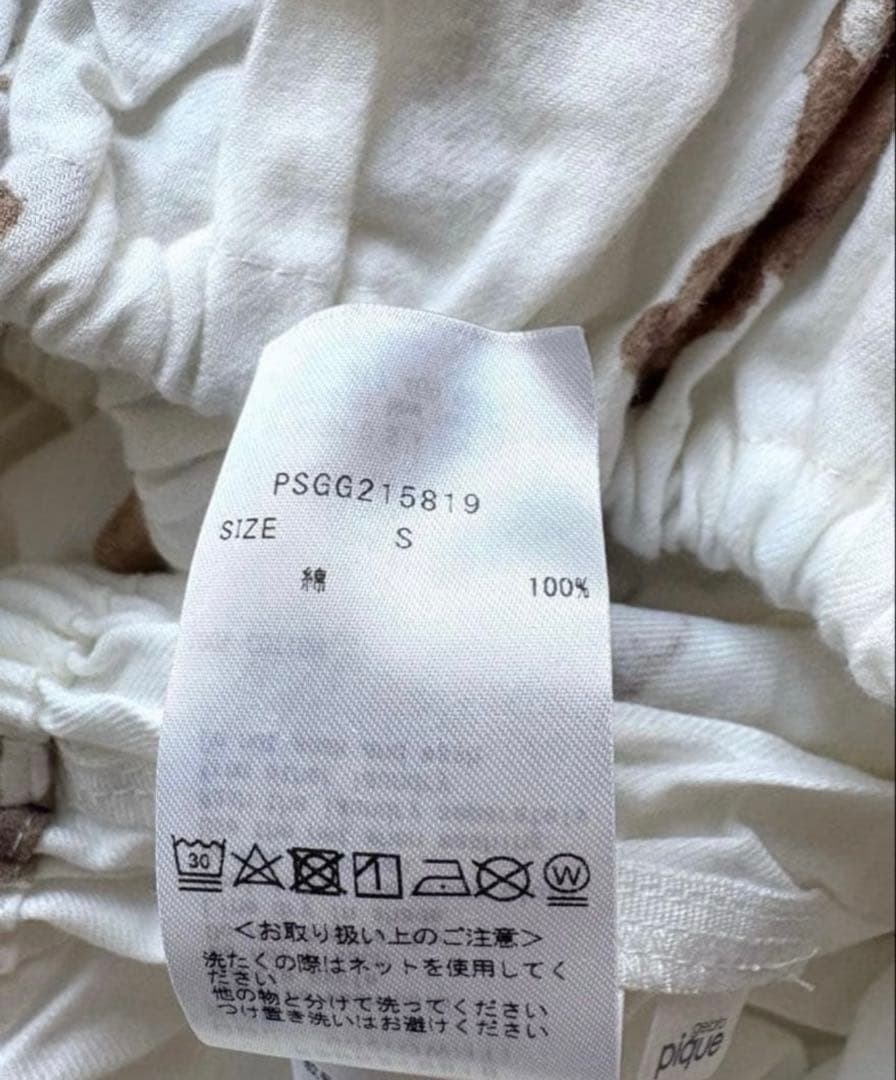 PSGG215819
SIZE S
綿 100%
30
W
<お取り扱い上のご注意>
洗たくの際はネットを使用してく
ださい
他の物と分けて洗ってください
つけ置き洗いはお避けください
gelato
pique